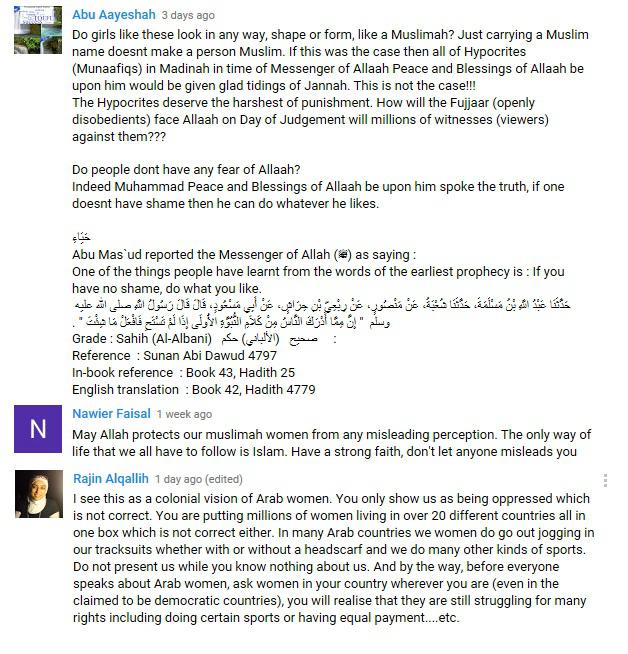 Abu Aayeshah 3 days ago
Do girls like these look in any way, shape or form, like a Muslimah? Just carrying a Muslim
name doesnt make a person Muslim. If this was the case then all of Hypocrites
(Munaafiqs) in Madinah in time of Messenger of Allaah Peace and Blessings of Allaah be
upon him would be given glad tidings of Jannah. This is not the case!!!
The Hypocrites deserve the harshest of punishment. How will the Fujjaar (openly
disobedients) face Allaah on Day of Judgement will millions of witnesses (viewers)
against them???
Do people dont have any fear of Allaah?
Indeed Muhammad Peace and Blessings of Allaah be upon him spoke the truth, if one
doesnt have shame then he can do whatever he likes.
حَيَاءِ
Abu Mas`ud reported the Messenger of Allah (ﷺ) as saying :
One of the things people have learnt from the words of the earliest prophecy is : If you
have no shame, do what you like.
حَدَّثَنَا عَبْدُ اللَّهِ بْنُ مَسْلَمَةَ، حَدَّثَنَا شُعْبَةُ، عَنْ مَنْصُورٍ، عَنْ رِبْعِيِّ بْنِ حِرَاشٍ، عَنْ أَبِي مَسْعُودٍ، قَالَ قَالَ رَسُولُ اللَّهِ صلى الله عليه
وسلم " إِنَّ مِمَّا أَدْرَكَ النَّاسُ مِنْ كَلاَمِ النُّبُوَّةِ الأُولَى إِذَا لَمْ تَسْتَحِ فَافْعَلْ مَا شِئْتَ " .
Grade : Sahih (Al-Albani) صحيح (الألباني) حكم :
Reference : Sunan Abi Dawud 4797
In-book reference : Book 43, Hadith 25
English translation : Book 42, Hadith 4779
N
Nawier Faisal 1 week ago
May Allah protects our muslimah women from any misleading perception. The only way of
life that we all have to follow is Islam. Have a strong faith, don't let anyone misleads you
Rajin Alqallih 1 day ago (edited)
I see this as a colonial vision of Arab women. You only show us as being oppressed which
is not correct. You are putting millions of women living in over 20 different countries all in
one box which is not correct either. In many Arab countries we women do go out jogging in
our tracksuits whether with or without a headscarf and we do many other kinds of sports.
Do not present us while you know nothing about us. And by the way, before everyone
speaks about Arab women, ask women in your country wherever you are (even in the
claimed to be democratic countries), you will realise that they are still struggling for many
rights including doing certain sports or having equal payment....etc.